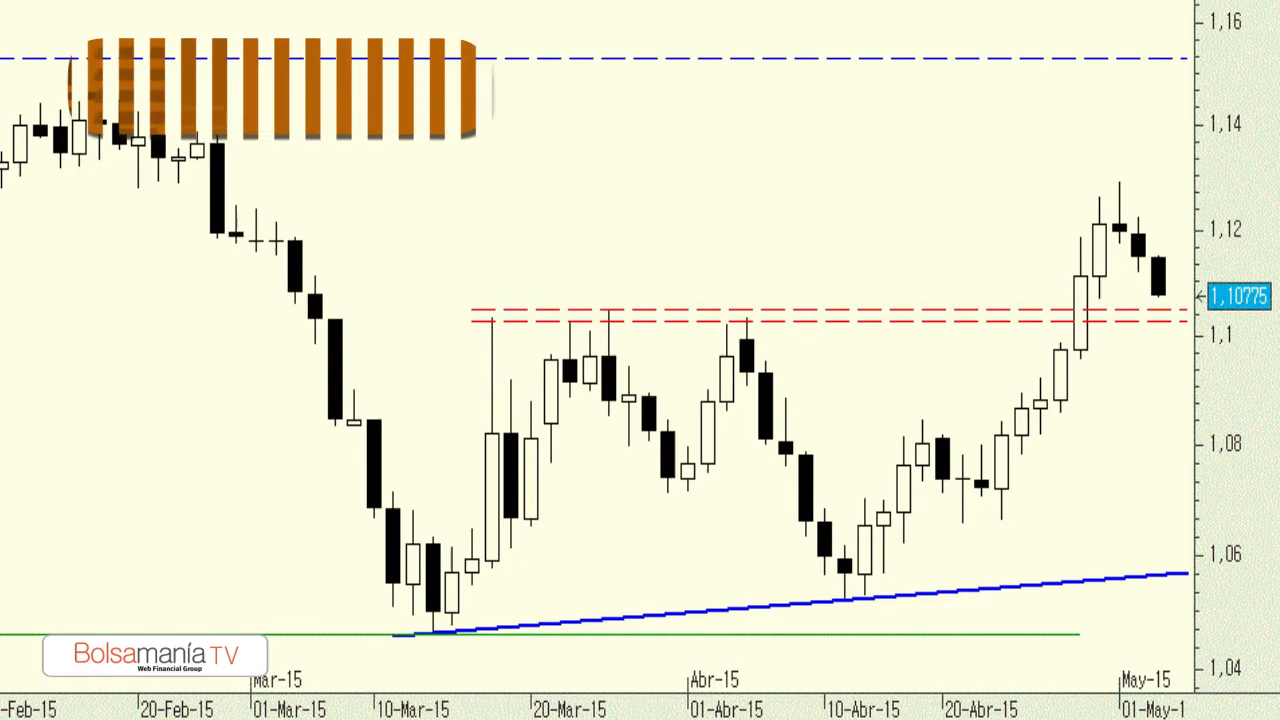 1,16
1,14
1,12
1,10775
1,1
1,08
1,06
1,04
Bolsamanía TV
Web Financial Group
Mar-15
Abr-15
May-15
-Feb-15
20-Feb-15
01-Mar-15
10-Mar-15
20-Mar-15
01-Abr-15
10-Abr-15
20-Abr-15
01-May-1